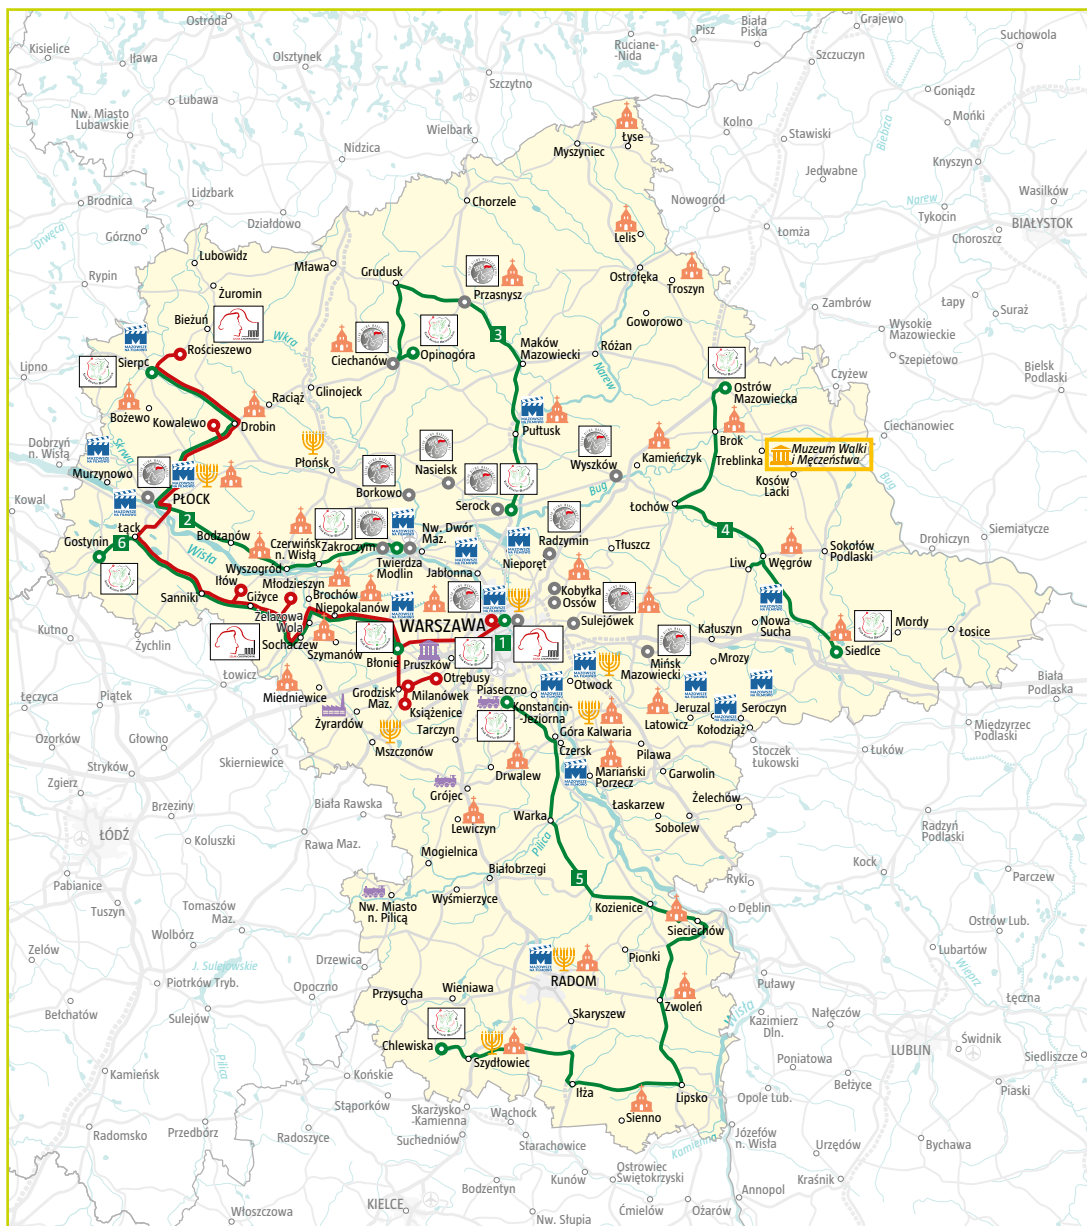 Ostróda
Kisielice
Iława
Olsztynek
Ruciane-
-Nida
Pisz
Biała
Piska
Grajewo
Suchowola
Szczuczyn
Szczytno
Lubawa
Nw. Miasto
Lubawskie
Goniądz
Mońki
Biebrza
Wielbark
Kolno
Stawiski
Łyse
Myszyniec
Nidzica
Jedwabne
Knyszyn
Wasilków
Brodnica
Lidzbark
Działdowo
Chorzele
Nowogród
Narew
Tykocin
BIAŁYSTOK
Drwęca
Górzno
Lelis
Łomża
Choroszcz
Rypin
Lubowidz
Mława
Grudusk
Ostrołęka
Troszyn
Przasnysz
Żuromin
Zambrów
Łapy
Suraż
Goworowo
Bieżuń
Wkra
Wysokie
Mazowieckie
3
Rościeszewo
Ciechanów
Opinogóra
Maków
Mazowiecki
Różan
Szepietowo
Bielsk
Podlaski
Lipno
Sierpc
MAZOWSZE
NA FILMOWO
Narew
Czyżew
Ostrów
Mazowiecka
Glinojeck
Raciąż
Bożewo
Kowalewo
Drobin
Pułtusk
Ciechanowiec
Brok
Dobrzyń
n. Wisłą
Skrwa
Płońsk
Nasielsk
Wyszków
Kamieńczyk
Treblinka
Muzeum Walki
i Męczeństwa
Murzynowo
Borkowo
Kosów
Lacki
Bug
Bug
Kowal
PŁOCK
Serock
Łochów
Siemiatycze
2
Radzymin
4
Łąck
Bodzanów
Czerwińsk
n. Wisłą
Zakroczym
Nw. Dwór
Maz.
Tłuszcz
Drohiczyn
Gostynin
6
Wisła
Wyszogród
Twierdza
Modlin
Jabłonna
Nieporęt
Węgrów
Sokołów
Podlaski
Liw
Iłów
Młodzieszyn
Giżyce
Brochów
Niepokalanów
Kobyłka
Ossów
Sanniki
Żelazowa
Wola
WARSZAWA
1
Sulejówek
Nowa
Sucha
Mordy
Łosice
Kutno
Żychlin
Sochaczew
Szymanów
Błonie
Pruszków
Kałuszyn
Siedlce
Mińsk
Mazowiecki
Mrozy
Łowicz
Otrębusy
Miedniewice
Grodzisk
Maz.
Milanówek
Piaseczno
Otwock
Biała
Podlaska
Łęczyca
Piątek
Książenice
Konstancin-
-Jeziorna
Jeruzal
Seroczyn
Żyrardów
Latowicz
Kołodziąż
Międzyrzec
Podlaski
Tarczyn
Góra Kalwaria
Ozorków
Głowno
Mszczonów
Czersk
Pilawa
Stoczek
Łukowski
Łuków
Skierniewice
Stryków
Drwalew
Mariański
Porzecz
Garwolin
Zgierz
Grójec
Brzeziny
Biała Rawska
Łaskarzew
Żelechów
ŁÓDŹ
Lewiczyn
Warka
Sobolew
Radzyń
Podlaski
Koluszki
Rawa Maz.
Pilica
Mogielnica
Białobrzegi
Kock
Pabianice
5
Ryki
Parczew
Tuszyn
Tomaszów
Maz.
Nw. Miasto
n. Pilicą
Wyśmierzyce
Kozienice
Dęblin
Sieciechów
Ostrów Lub.
Zelów
Wolbórz
Drzewica
Pionki
Lubartów
J. Sulejowskie
Wieprz
Piotrków Tryb.
Opoczno
RADOM
Puławy
Bełchatów
Przysucha
Wieniawa
Zwoleń
Łęczna
Sulejów
Skaryszew
Wisła
Kazimierz
Dln.
Nałęczów
Świdnik
Chlewiska
Pilica
LUBLIN
Siedliszcze
Szydłowiec
Poniatowa
Kamieńsk
Końskie
Iłża
Lipsko
Bełżyce
Piaski
Stąporków
Skarżysko-
-Kamienna
Wąchock
Sienno
Opole Lub.
Radomsko
Przedbórz
Radoszyce
Suchedniów
Starachowice
Kamienna
Józefów
n. Wisłą
Urzędów
Bychawa
Ostrowiec
Świętokrzyski
Kunów
Bodzentyn
Annopol
Kraśnik
KIELCE
Ćmielów
Ożarów
Włoszczowa
Nw. Słupia